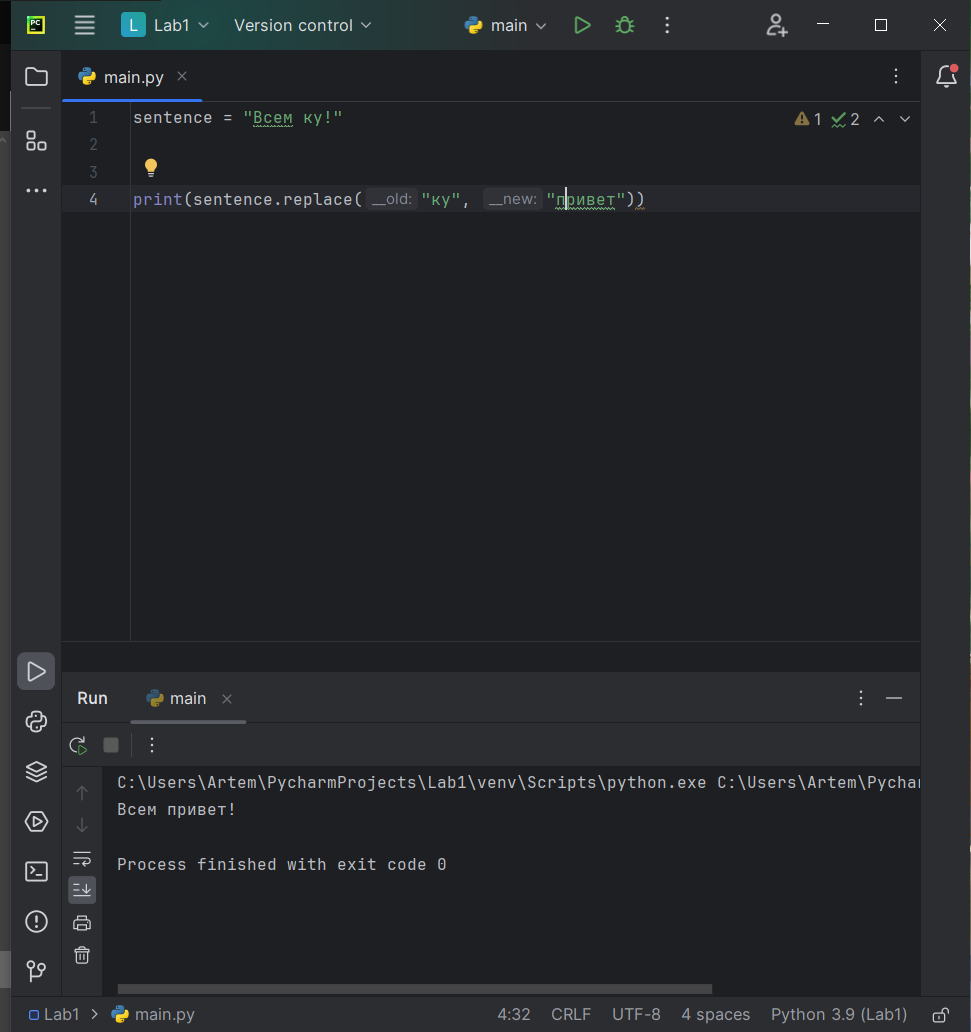 PC L Lab1 Version control main
main.py
1 sentence = "Всем ку!" 1 2
2
3
4 print(sentence.replace( __old: "ку", __new: "привет"))
Run main
C:\Users\Artem\PycharmProjects\Lab1\venv\Scripts\python.exe C:\Users\Artem\Pychar
Всем привет!
Process finished with exit code 0
Lab1 main.py 4:32 CRLF UTF-8 4 spaces Python 3.9 (Lab1)